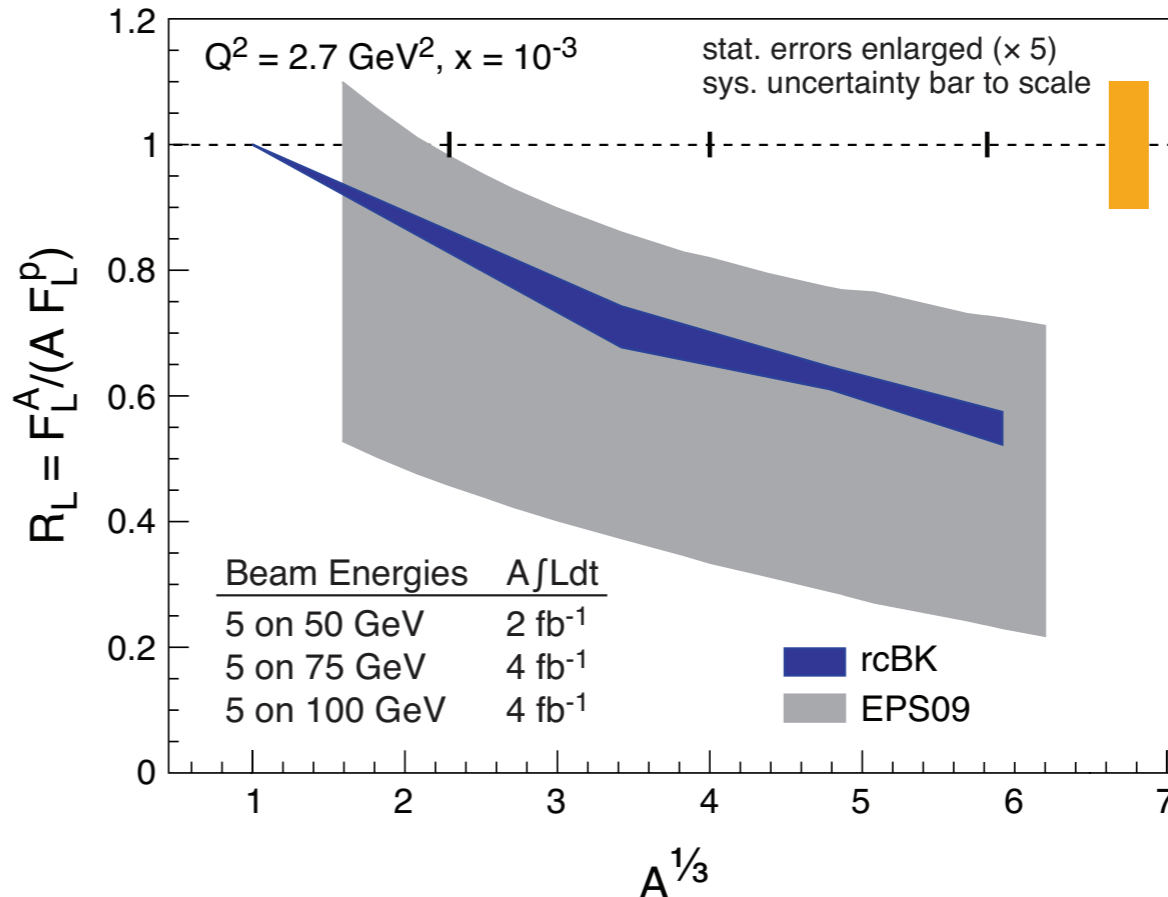 Q² = 2.7 GeV², x = 10⁻³
stat. errors enlarged (× 5)
sys. uncertainty bar to scale
R_L = F_L^A/(A F_L^p)
1.2
1
0.8
0.6
0.4
0.2
0
Beam Energies A∫Ldt
5 on 50 GeV 2 fb⁻¹
5 on 75 GeV 4 fb⁻¹
5 on 100 GeV 4 fb⁻¹
rcBK
EPS09
1 2 3 4 5 6 7
A^⅓